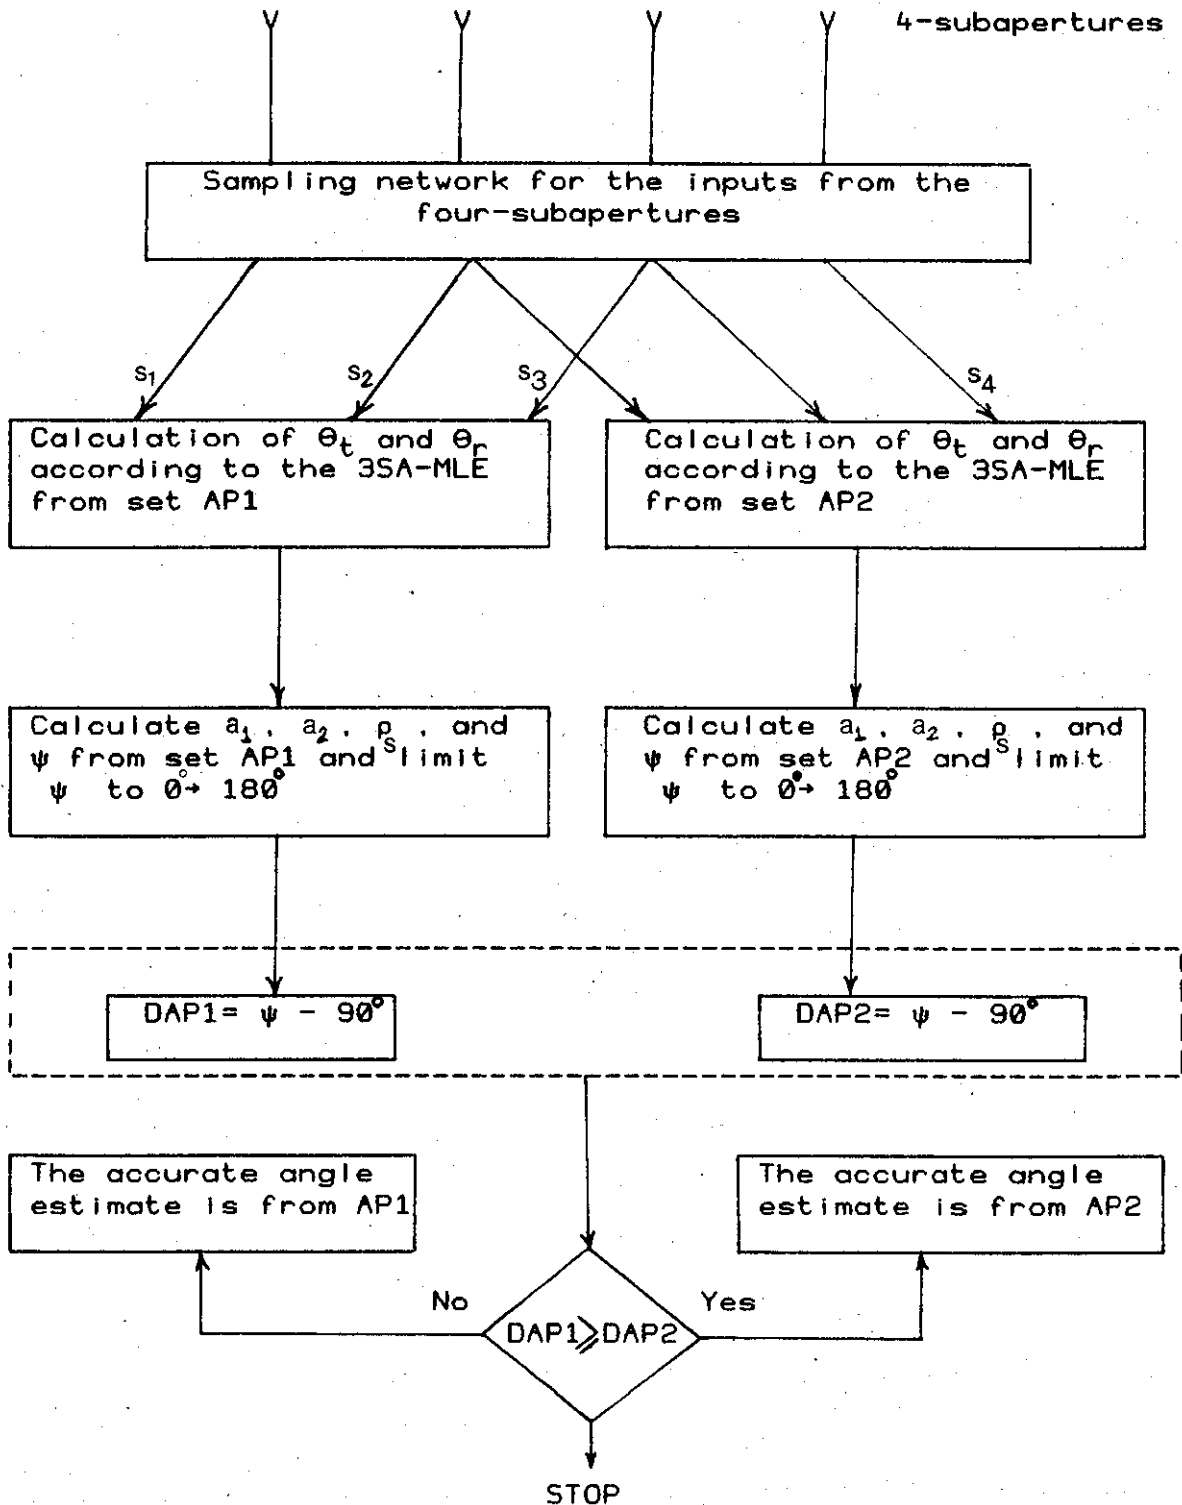 4-subapertures
Sampling network for the inputs from the
four-subapertures
s₁
s₂
s₃
s₄
Calculation of θt and θr
according to the 3SA-MLE
from set AP1
Calculation of θt and θr
according to the 3SA-MLE
from set AP2
Calculate a₁, a₂, ρs, and
ψ from set AP1 and limit
ψ to 0°→ 180°
Calculate a₁, a₂, ρs, and
ψ from set AP2 and limit
ψ to 0°→ 180°
DAP1= ψ - 90°
DAP2= ψ - 90°
The accurate angle
estimate is from AP1
The accurate angle
estimate is from AP2
No
Yes
DAP1⩾DAP2
STOP